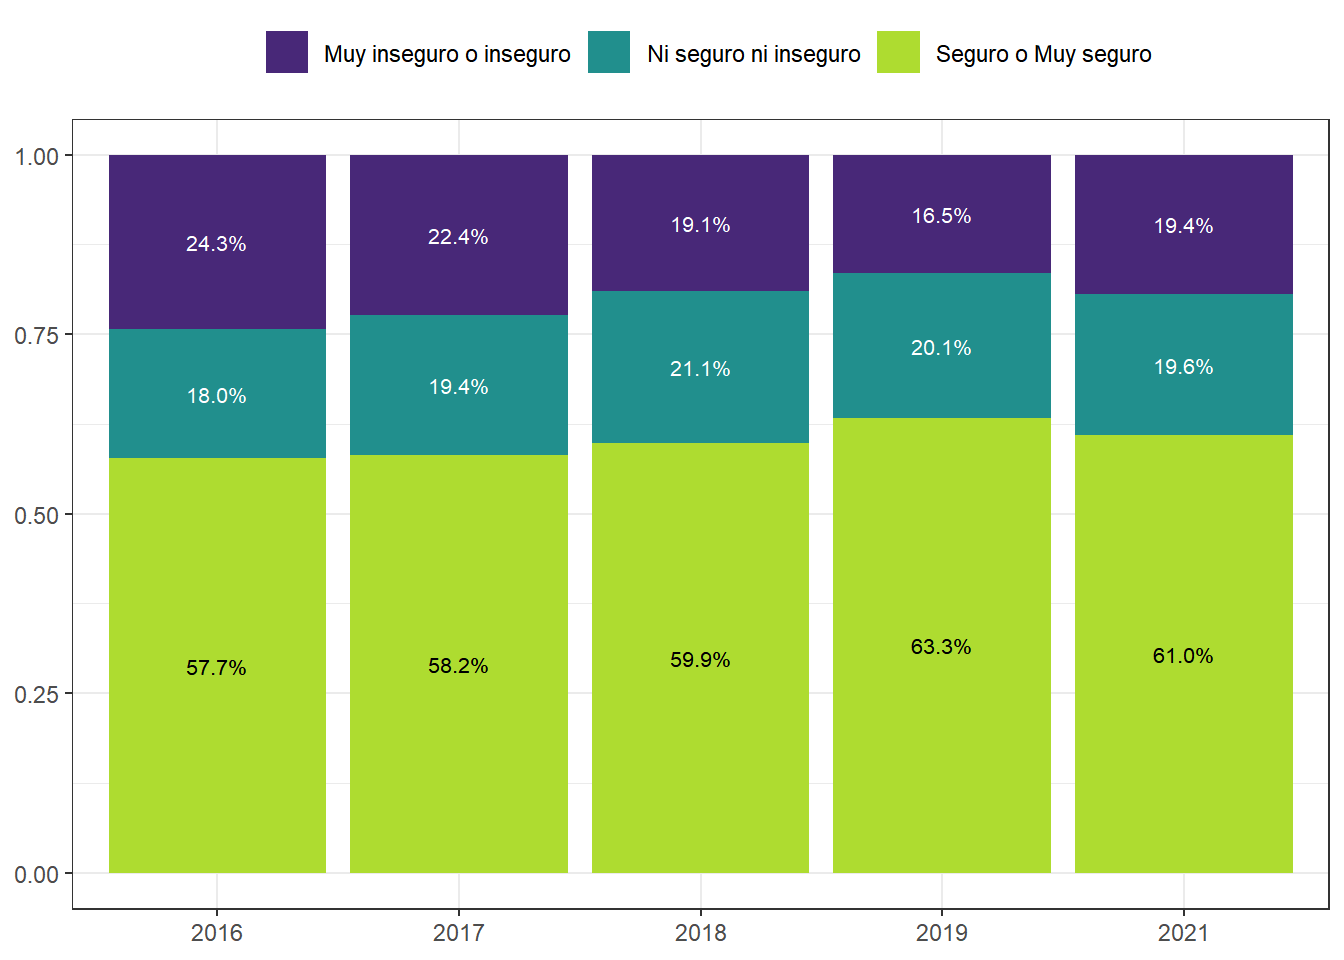 Muy inseguro o inseguro Ni seguro ni inseguro Seguro o Muy seguro
1.00
24.3% 22.4% 19.1% 16.5% 19.4%
0.75
18.0% 19.4% 21.1% 20.1% 19.6%
0.50
57.7% 58.2% 59.9% 63.3% 61.0%
0.25
0.00
2016 2017 2018 2019 2021